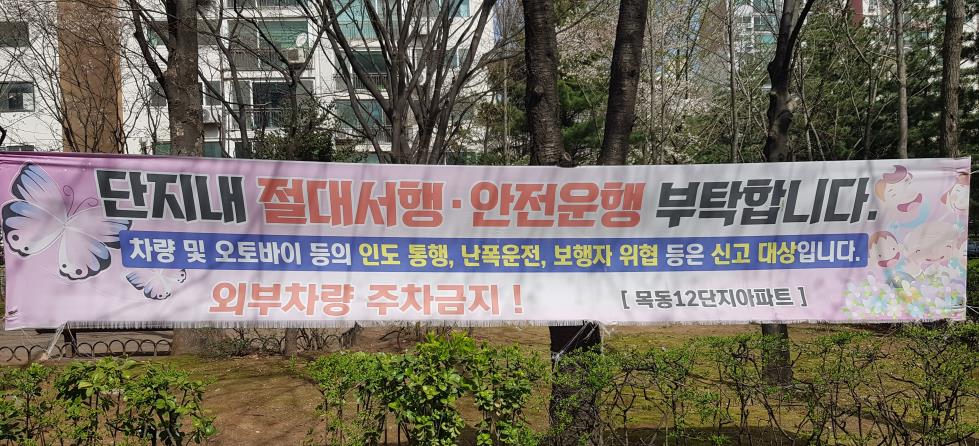 단지내 절대서행·안전운행 부탁합니다.
차량 및 오토바이 등의 인도 통행, 난폭운전, 보행자 위협 등은 신고 대상입니다.
외부차량 주차금지 ! [ 목동12단지아파트 ]